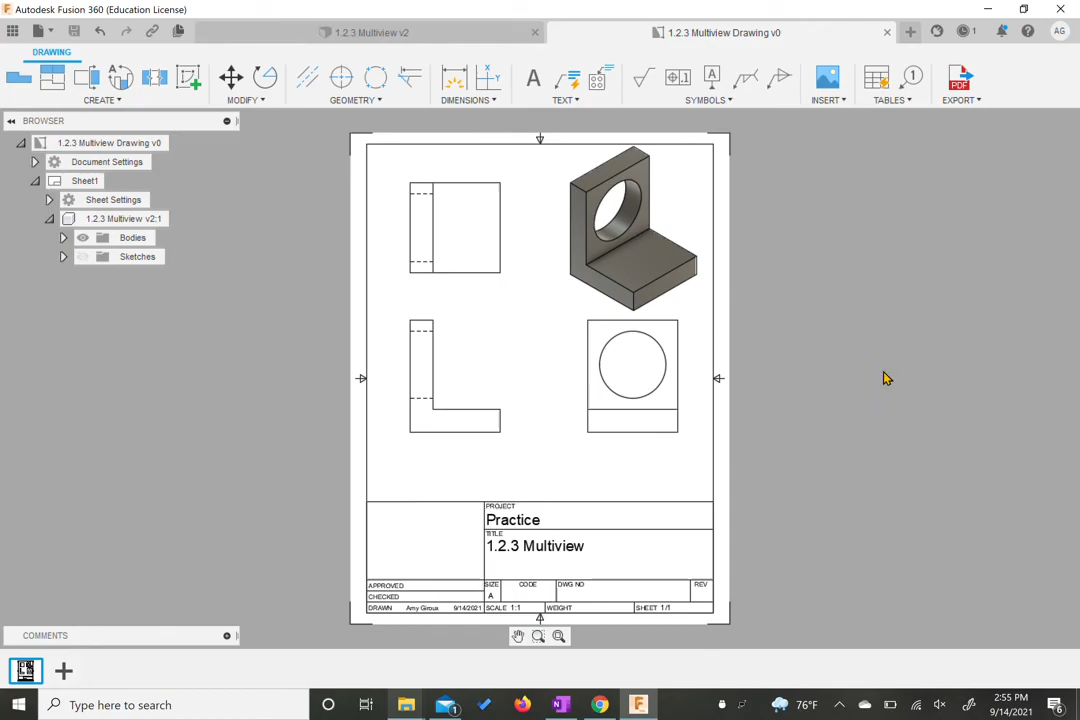 Autodesk Fusion 360 (Education License)
1.2.3 Multiview v2
1.2.3 Multiview Drawing v0
1
AG
DRAWING
CREATE
MODIFY
GEOMETRY
DIMENSIONS
TEXT
SYMBOLS
INSERT
TABLES
EXPORT
BROWSER
1.2.3 Multiview Drawing v0
Document Settings
Sheet1
Sheet Settings
1.2.3 Multiview v2:1
Bodies
Sketches
PROJECT
Practice
TITLE
1.2.3 Multiview
APPROVED
CHECKED
DRAWN Amy Giroux 9/14/2021
SIZE
A
CODE
DWG NO
REV
SCALE 1:1
WEIGHT
SHEET 1/1
COMMENTS
Type here to search
76°F
2:55 PM
9/14/2021
6